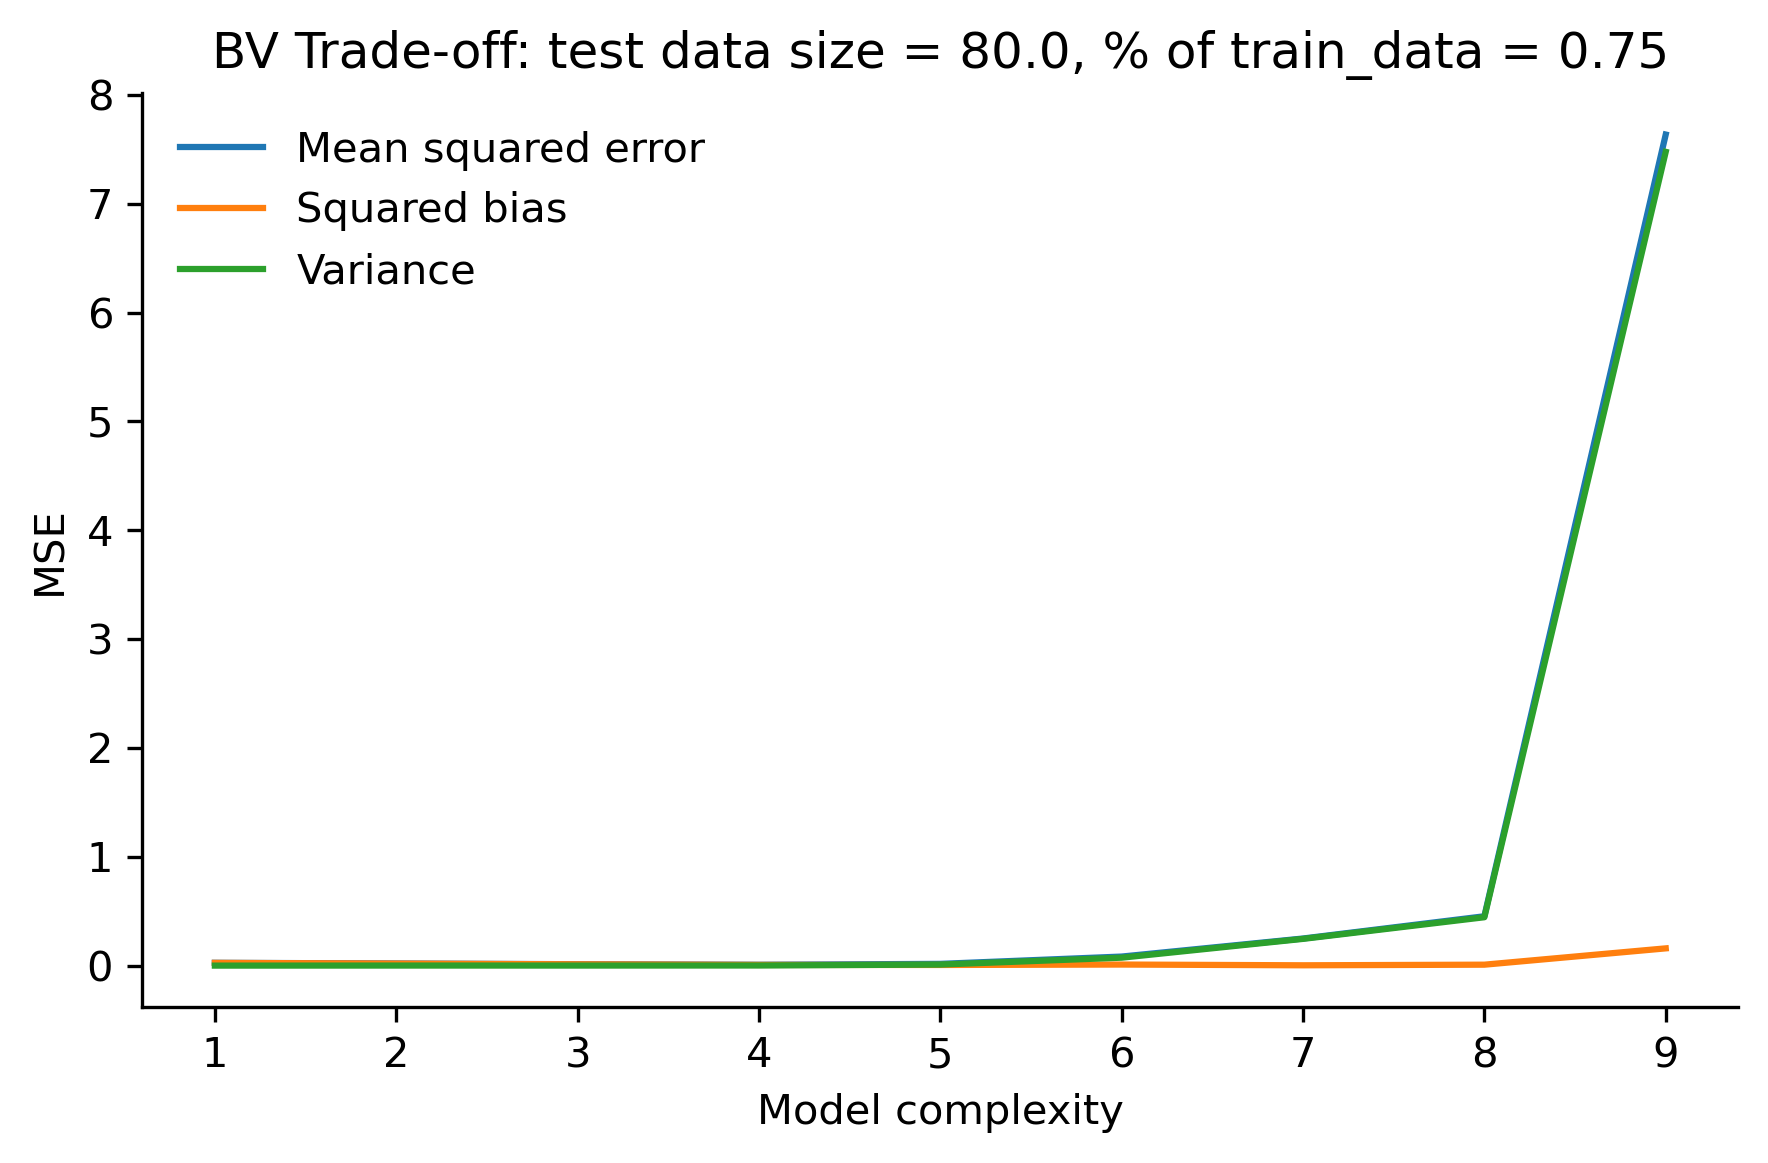 BV Trade-off: test data size = 80.0, % of train_data = 0.75
Mean squared error
Squared bias
Variance
MSE
8
7
6
5
4
3
2
1
0
1 2 3 4 5 6 7 8 9
Model complexity